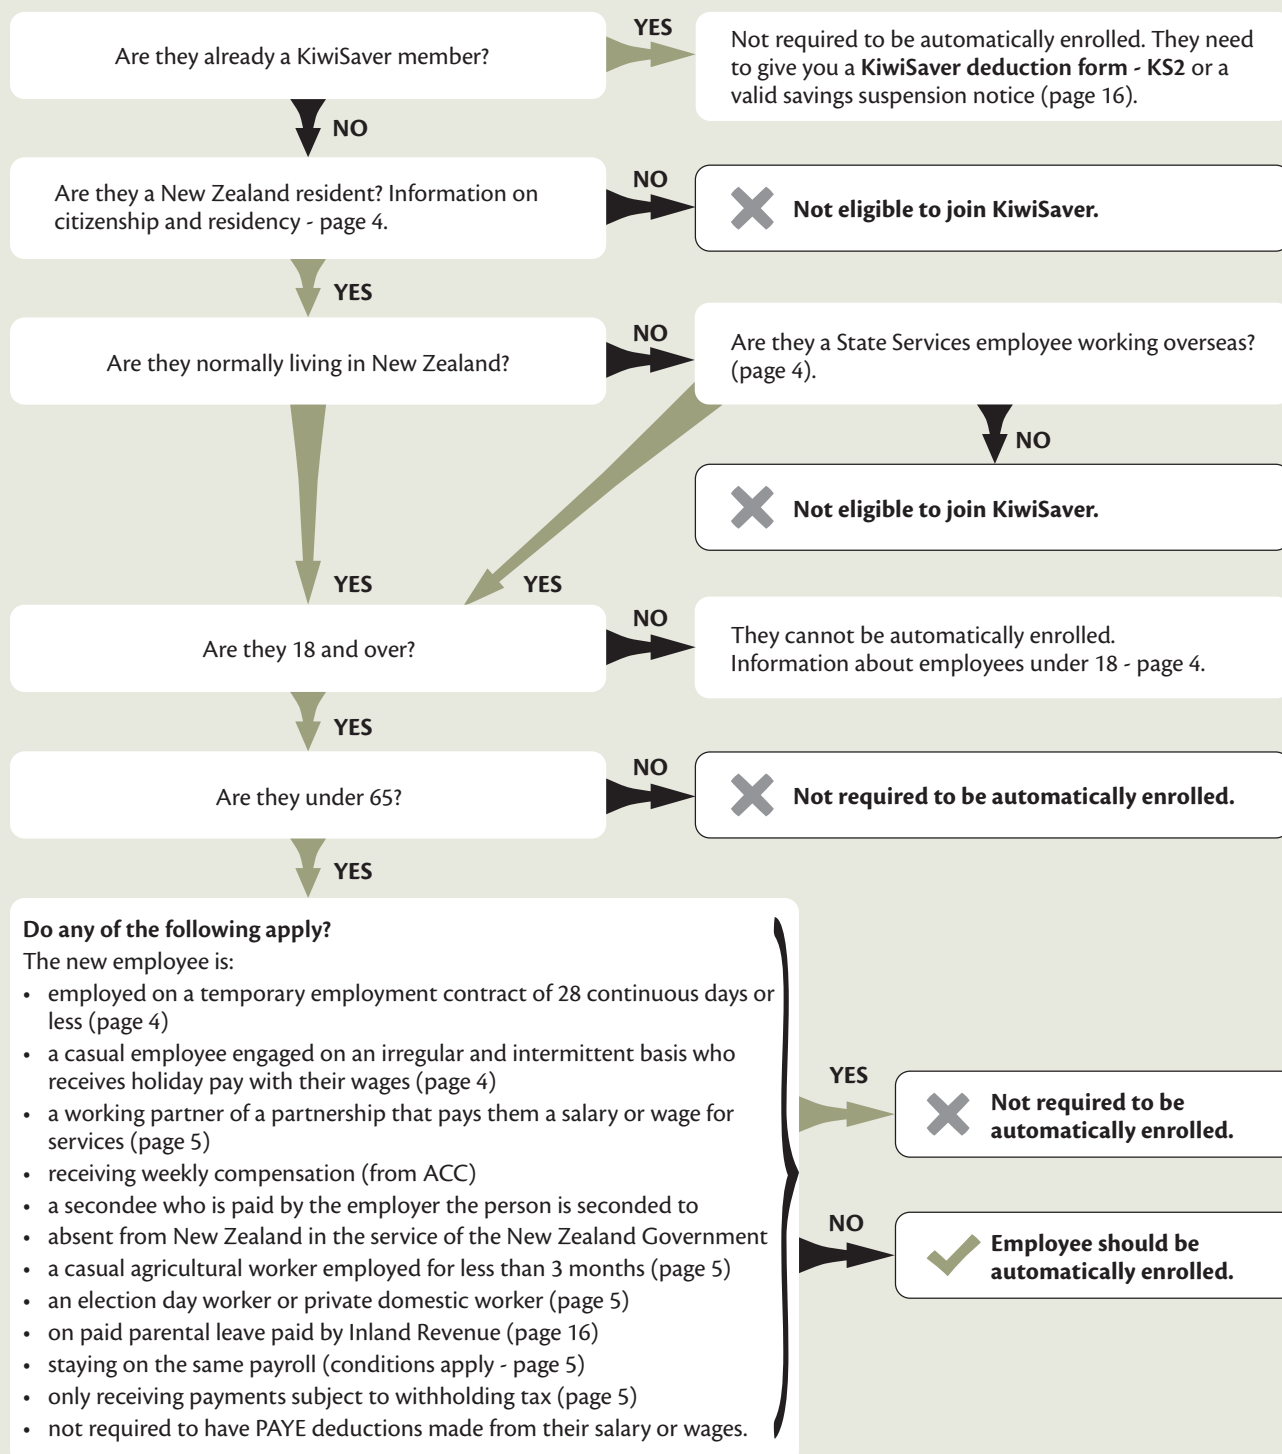 Are they already a KiwiSaver member?
YES
Not required to be automatically enrolled. They need
to give you a KiwiSaver deduction form - KS2 or a
valid savings suspension notice (page 16).
NO
Are they a New Zealand resident? Information on
citizenship and residency - page 4.
NO
Not eligible to join KiwiSaver.
YES
Are they normally living in New Zealand?
NO
Are they a State Services employee working overseas?
(page 4).
NO
Not eligible to join KiwiSaver.
YES
YES
Are they 18 and over?
NO
They cannot be automatically enrolled.
Information about employees under 18 - page 4.
YES
Are they under 65?
NO
Not required to be automatically enrolled.
YES
Do any of the following apply?
The new employee is:
• employed on a temporary employment contract of 28 continuous days or
less (page 4)
• a casual employee engaged on an irregular and intermittent basis who
receives holiday pay with their wages (page 4)
• a working partner of a partnership that pays them a salary or wage for
services (page 5)
• receiving weekly compensation (from ACC)
• a secondee who is paid by the employer the person is seconded to
• absent from New Zealand in the service of the New Zealand Government
• a casual agricultural worker employed for less than 3 months (page 5)
• an election day worker or private domestic worker (page 5)
• on paid parental leave paid by Inland Revenue (page 16)
• staying on the same payroll (conditions apply - page 5)
• only receiving payments subject to withholding tax (page 5)
• not required to have PAYE deductions made from their salary or wages.
YES
Not required to be
automatically enrolled.
NO
Employee should be
automatically enrolled.